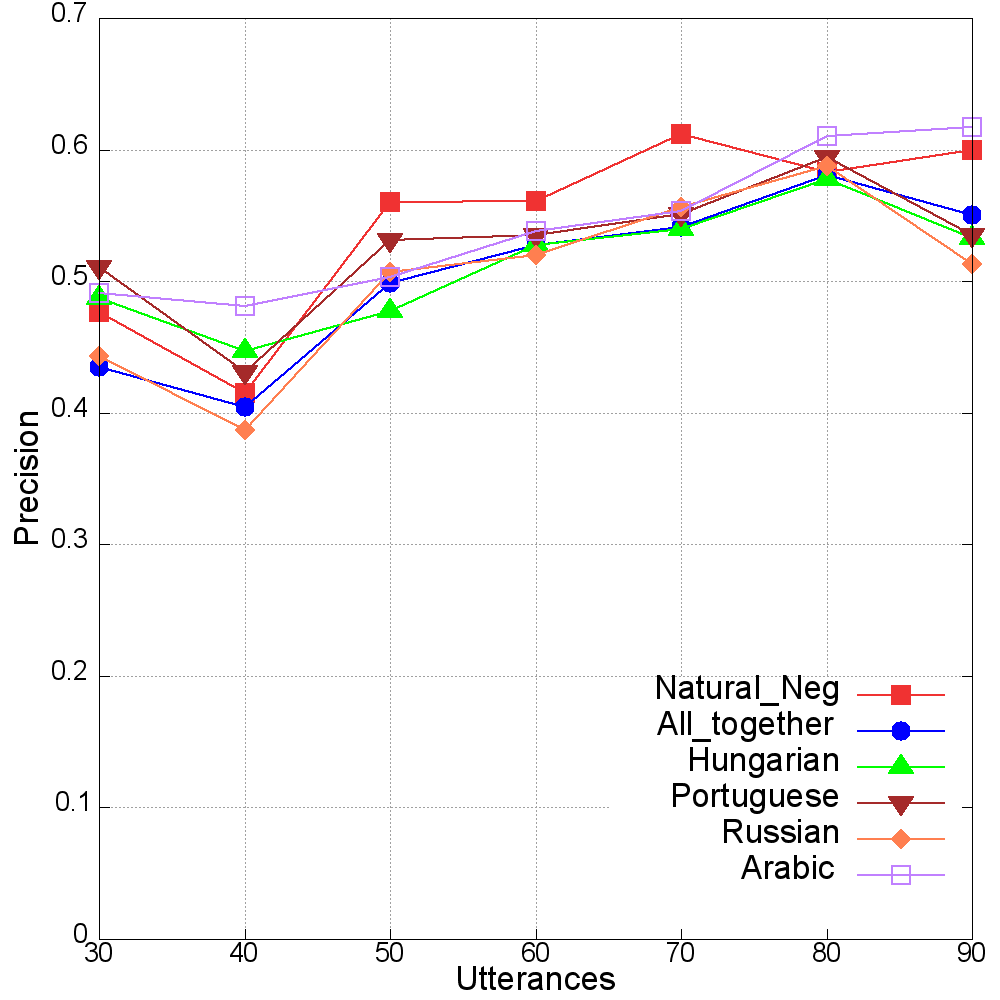 0.7
0.6
0.5
0.4
0.3
0.2
0.1
0
Precision
30 40 50 60 70 80 90
Utterances
Natural_Neg
All_together
Hungarian
Portuguese
Russian
Arabic